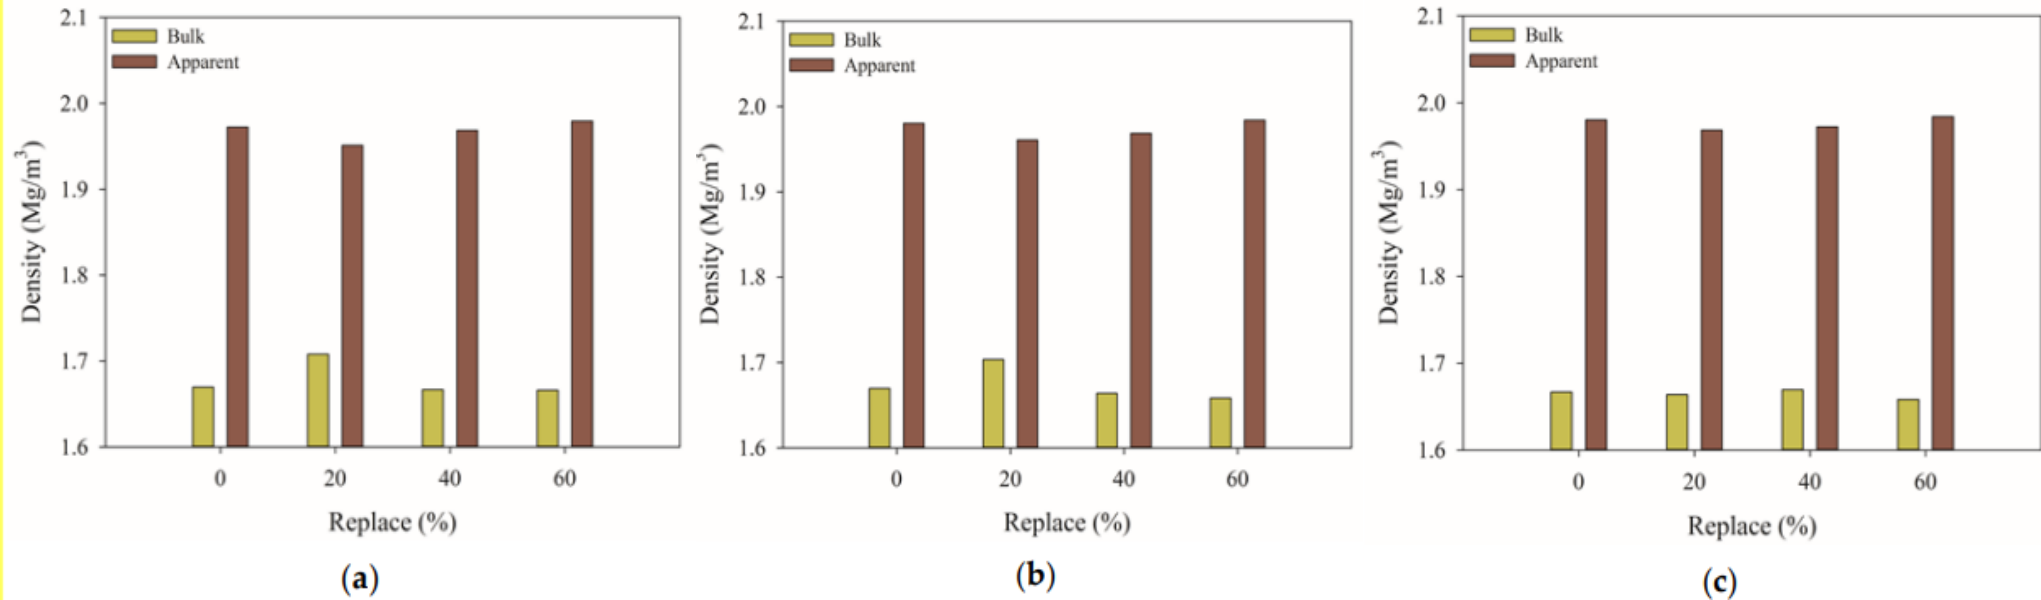 2.1
2.0
1.9
1.8
1.7
1.6
Density (Mg/m³)
Bulk
Apparent
0 20 40 60
Replace (%)
(a)
2.1
2.0
1.9
1.8
1.7
1.6
Density (Mg/m³)
Bulk
Apparent
0 20 40 60
Replace (%)
(b)
2.1
2.0
1.9
1.8
1.7
1.6
Density (Mg/m³)
Bulk
Apparent
0 20 40 60
Replace (%)
(c)